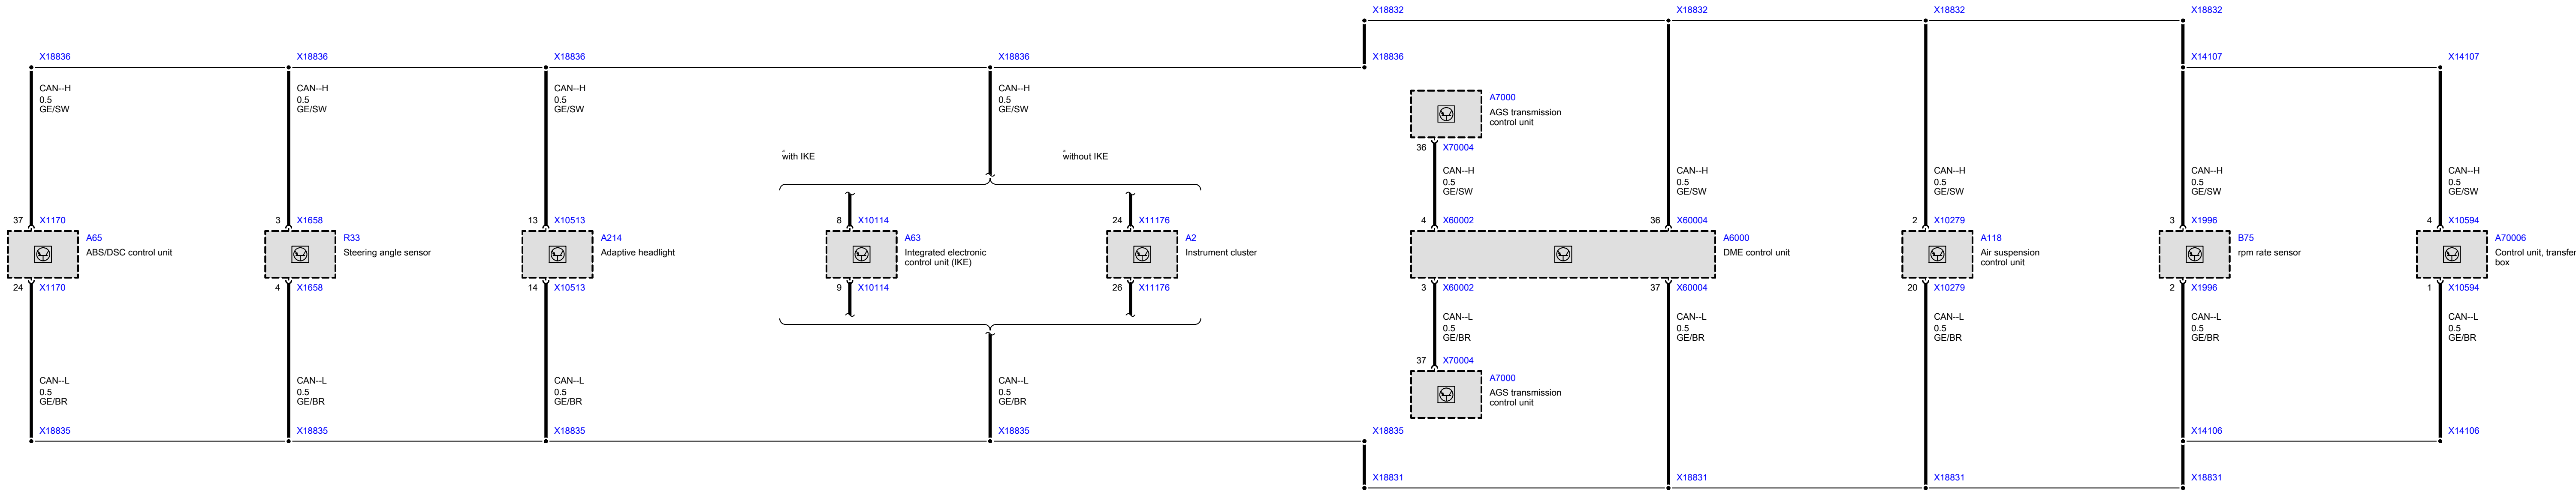 X18832
X18832
X18832
X18832
X18836
X18836
X18836
X18836
X18836
X14107
X14107
CAN--H
0.5
GE/SW
CAN--H
0.5
GE/SW
CAN--H
0.5
GE/SW
CAN--H
0.5
GE/SW
A7000
AGS transmission
control unit
36 X70004
with IKE
without IKE
CAN--H
0.5
GE/SW
CAN--H
0.5
GE/SW
CAN--H
0.5
GE/SW
CAN--H
0.5
GE/SW
CAN--H
0.5
GE/SW
37 X1170
3 X1658
13 X10513
8 X10114
24 X11176
4 X60002
36 X60004
2 X10279
3 X1996
4 X10594
A65
ABS/DSC control unit
R33
Steering angle sensor
A214
Adaptive headlight
A63
Integrated electronic
control unit (IKE)
A2
Instrument cluster
A6000
DME control unit
A118
Air suspension
control unit
B75
rpm rate sensor
A70006
Control unit, transfer
box
24 X1170
4 X1658
14 X10513
9 X10114
26 X11176
3 X60002
37 X60004
20 X10279
2 X1996
1 X10594
CAN--L
0.5
GE/BR
CAN--L
0.5
GE/BR
CAN--L
0.5
GE/BR
CAN--L
0.5
GE/BR
CAN--L
0.5
GE/BR
37 X70004
A7000
AGS transmission
control unit
CAN--L
0.5
GE/BR
CAN--L
0.5
GE/BR
CAN--L
0.5
GE/BR
CAN--L
0.5
GE/BR
X18835
X18835
X18835
X18835
X18835
X14106
X14106
X18831
X18831
X18831
X18831